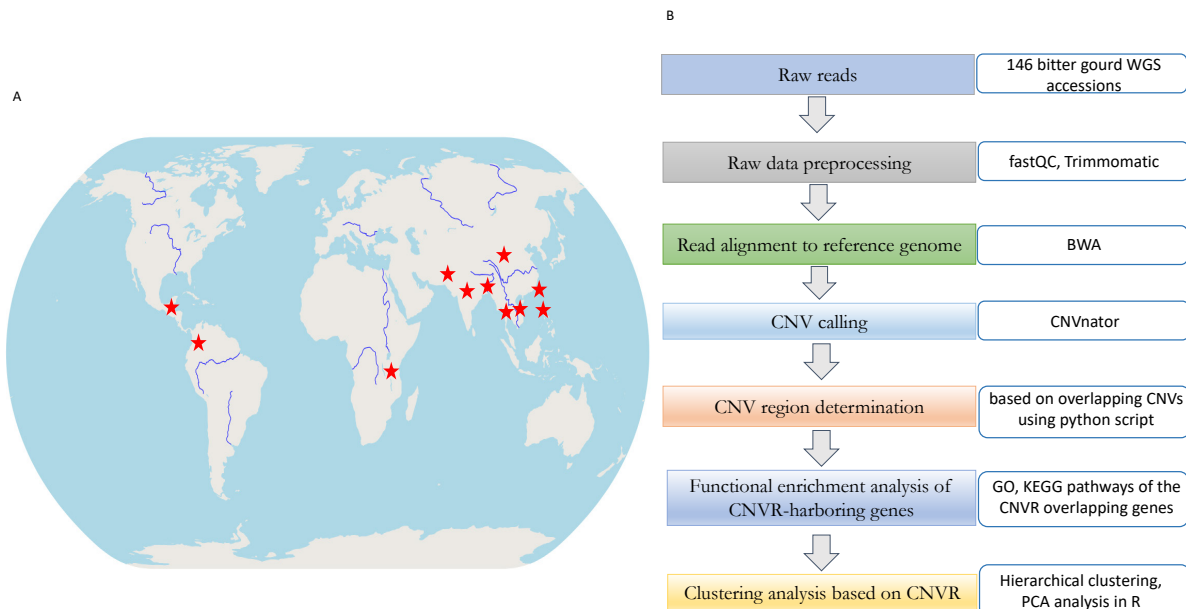 A
B
Raw reads
146 bitter gourd WGS
accessions
Raw data preprocessing
fastQC, Trimmomatic
Read alignment to reference genome
BWA
CNV calling
CNVnator
CNV region determination
based on overlapping CNVs
using python script
Functional enrichment analysis of
CNVR-harboring genes
GO, KEGG pathways of the
CNVR overlapping genes
Clustering analysis based on CNVR
Hierarchical clustering,
PCA analysis in R